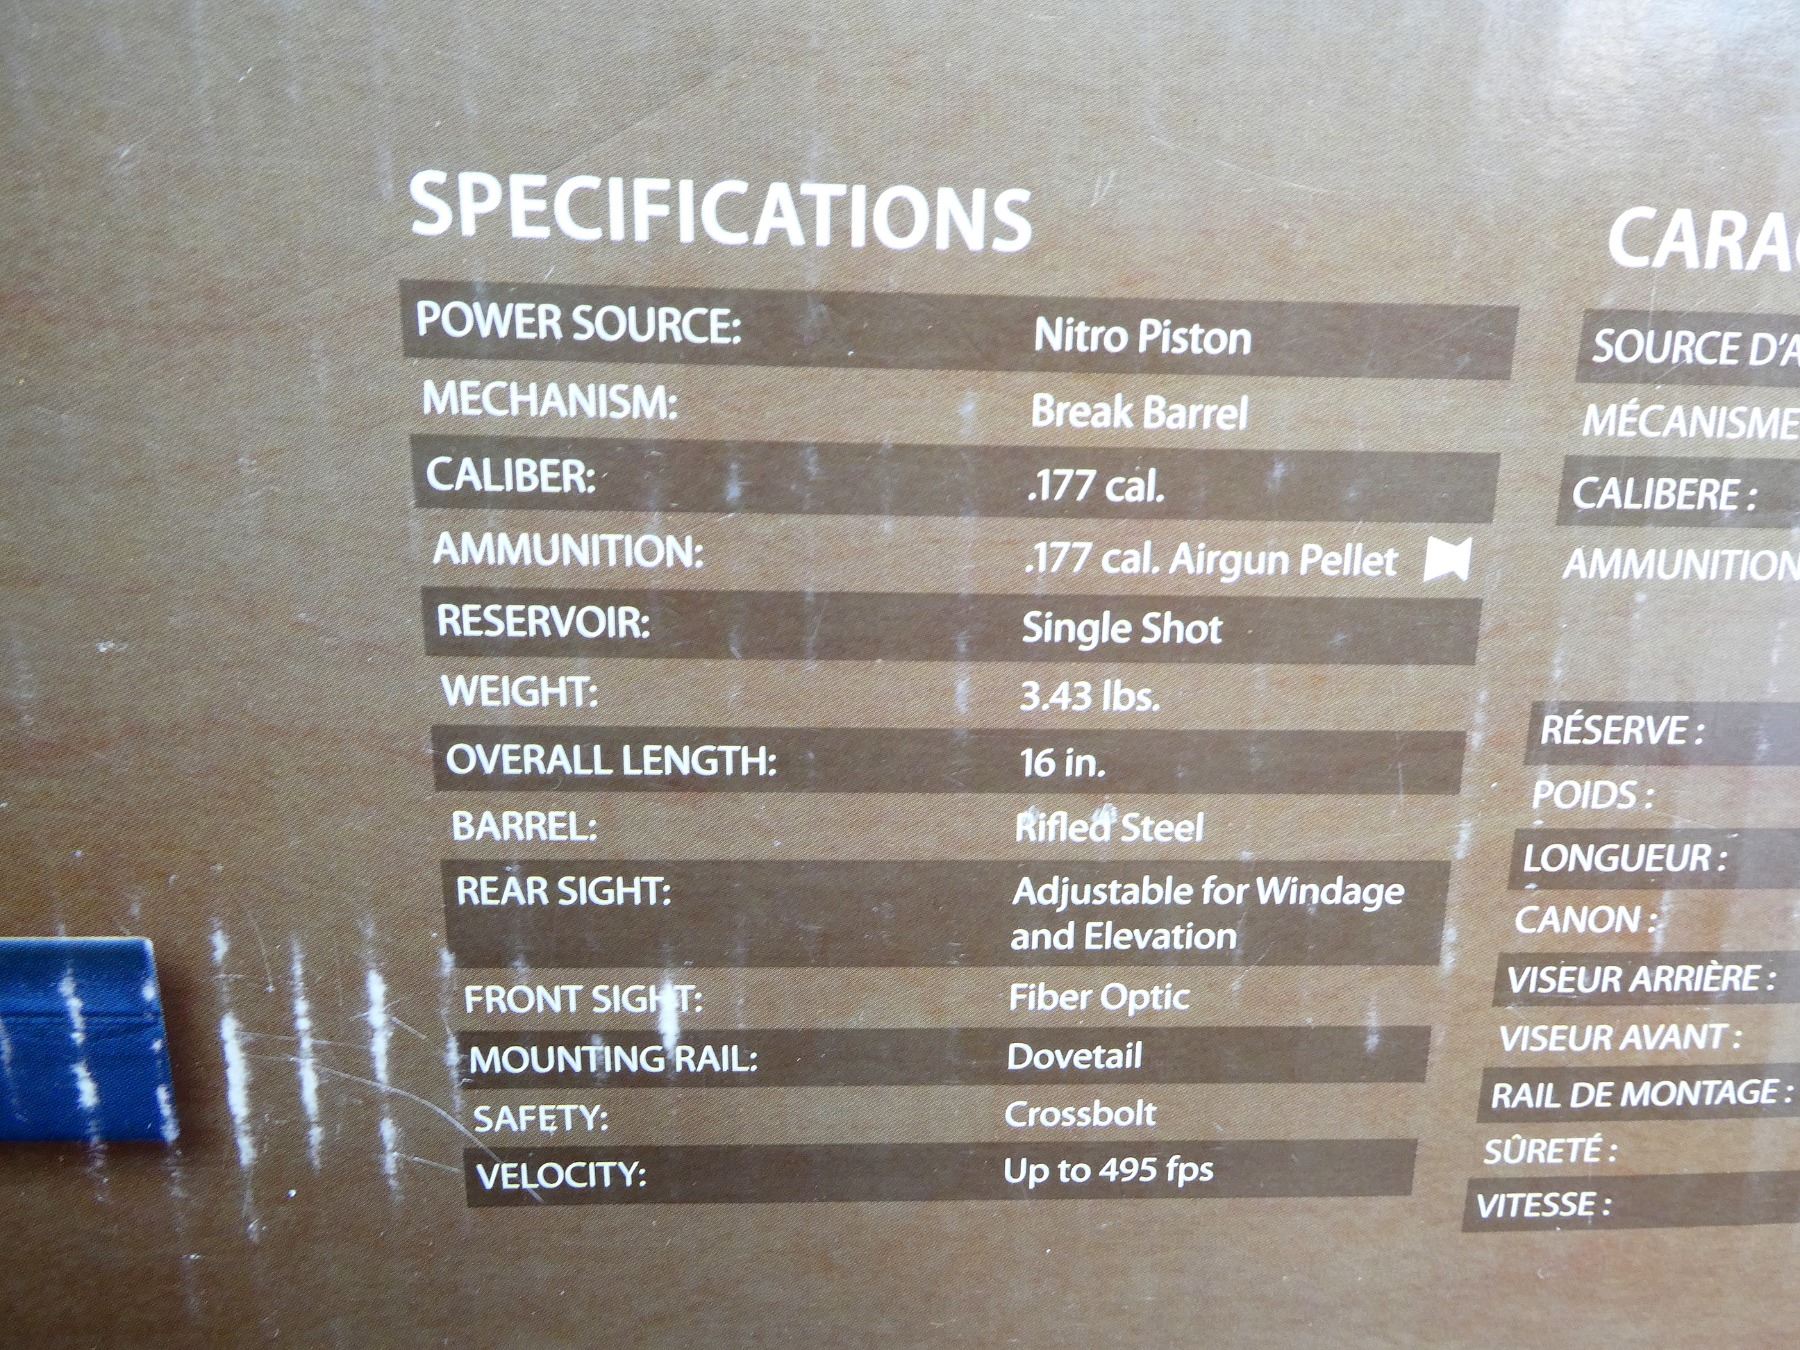 SPECIFICATIONS
POWER SOURCE: Nitro Piston
MECHANISM: Break Barrel
CALIBER: .177 cal.
AMMUNITION: .177 cal. Airgun Pellet
RESERVOIR: Single Shot
WEIGHT: 3.43 lbs.
OVERALL LENGTH: 16 in.
BARREL: Rifled Steel
REAR SIGHT: Adjustable for Windage
and Elevation
FRONT SIGHT: Fiber Optic
MOUNTING RAIL: Dovetail
SAFETY: Crossbolt
VELOCITY: Up to 495 fps
SOURCE
MÉCANISME
CALIBERE :
AMMUNITION
RÉSERVE :
POIDS :
LONGUEUR :
CANON :
VISEUR ARRIÈRE :
VISEUR AVANT :
RAIL DE MONTAGE :
SÛRETÉ :
VITESSE :